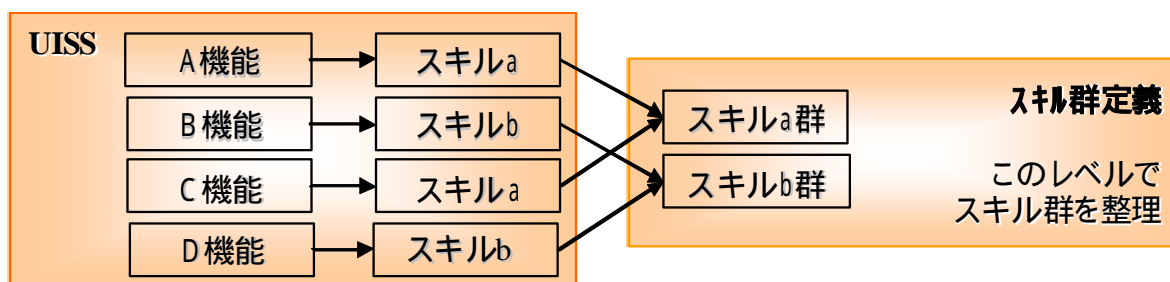 UISS
A機能
スキルa
B機能
スキルb
C機能
スキルa
D機能
スキルb
スキルa群
スキルb群
スキル群定義
このレベルで
スキル群を整理